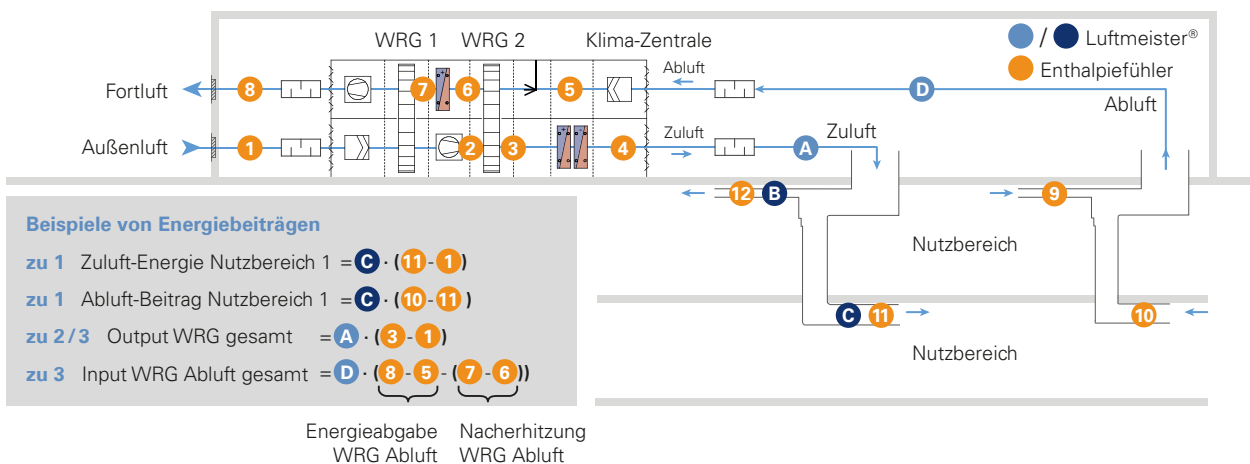 WRG 1 WRG 2 Klima-Zentrale
/ Luftmeister®
Enthalpiefühler
Fortluft 8 7 6 5 Abluft D Abluft
Außenluft 1 2 3 4 Zuluft A Zuluft
12 B 9
Nutzbereich
C 11 10
Nutzbereich
Beispiele von Energiebeiträgen
zu 1 Zuluft-Energie Nutzbereich 1 = C · (11 - 1)
zu 1 Abluft-Beitrag Nutzbereich 1 = C · (10 - 11)
zu 2 / 3 Output WRG gesamt = A · (3 - 1)
zu 3 Input WRG Abluft gesamt = D · (8 - 5 - (7 - 6))
Energieabgabe
WRG Abluft
Nacherhitzung
WRG Abluft